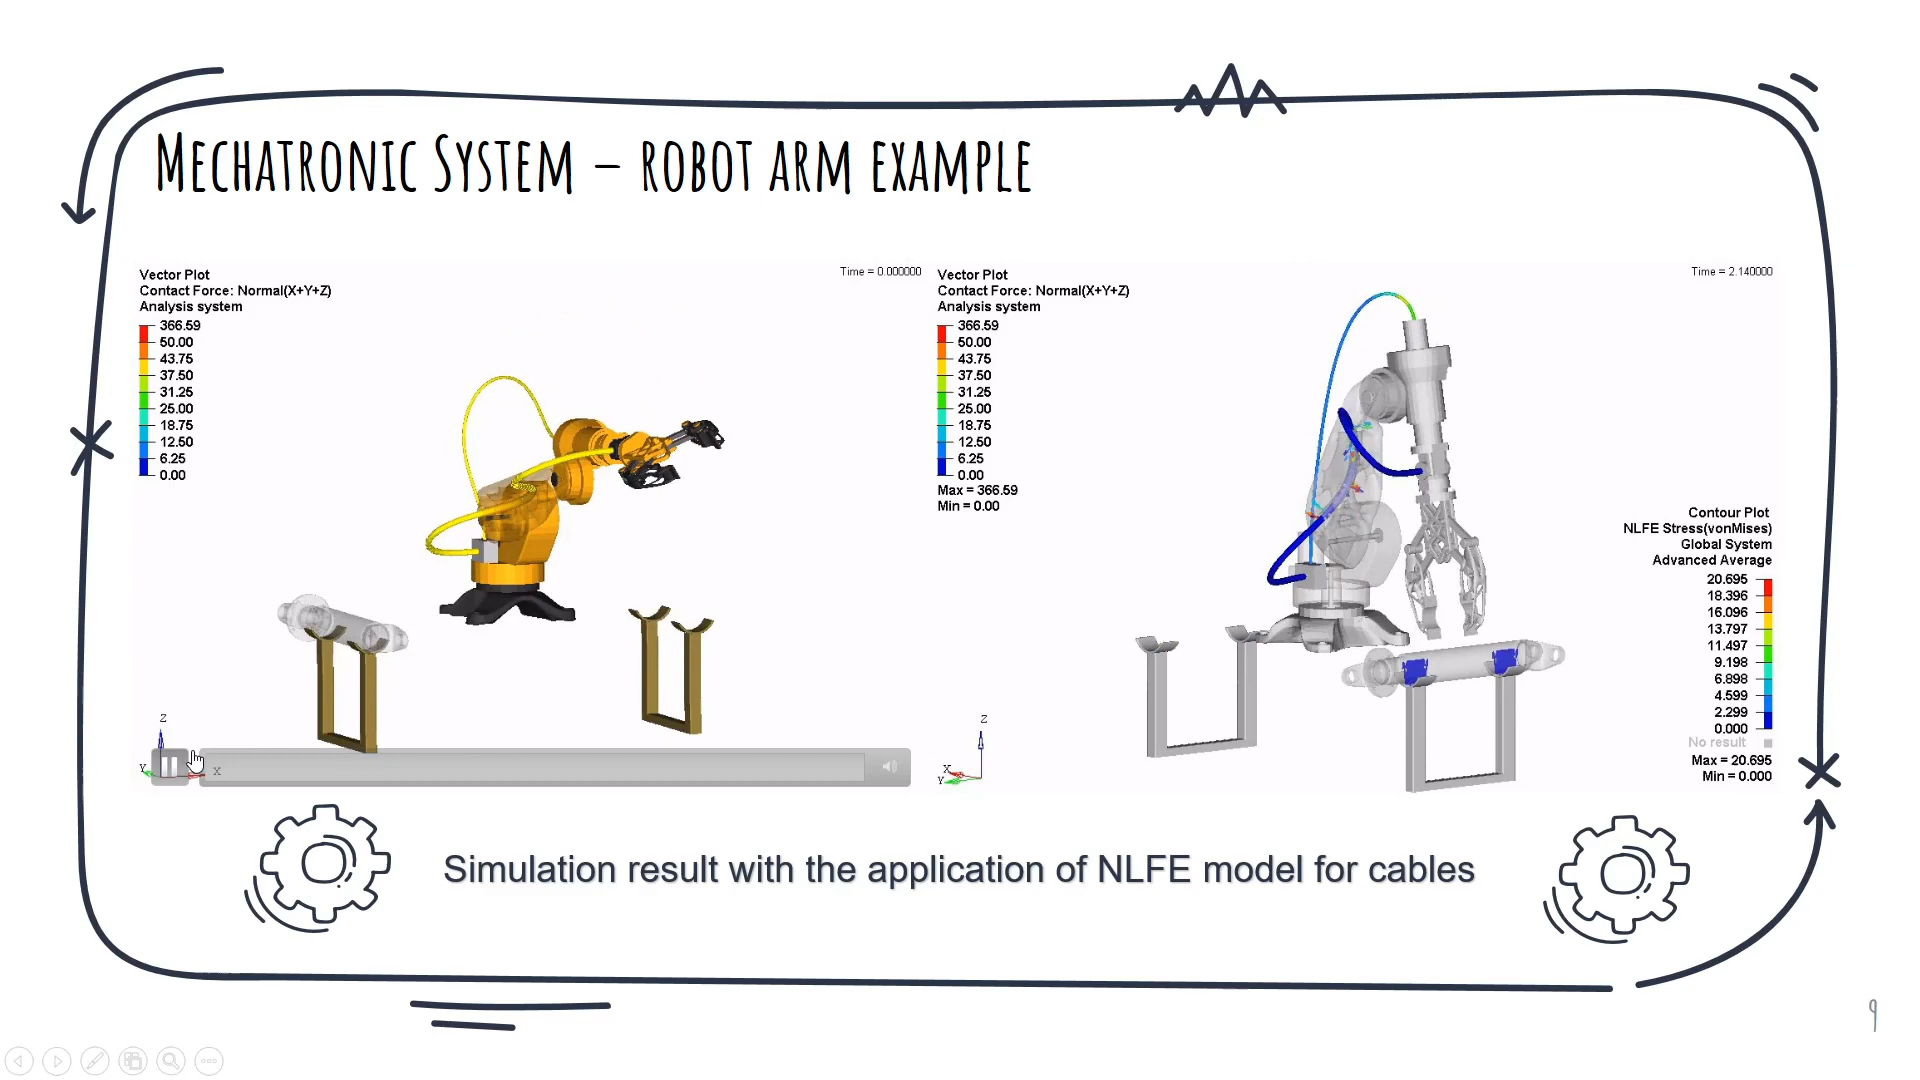 Mechatronic System – robot arm example
Vector Plot
Contact Force: Normal(X+Y+Z)
Analysis system
366.59
50.00
43.75
37.50
31.25
25.00
18.75
12.50
6.25
0.00
Time = 0.000000
Z
Y
X
Vector Plot
Contact Force: Normal(X+Y+Z)
Analysis system
366.59
50.00
43.75
37.50
31.25
25.00
18.75
12.50
6.25
0.00
Max = 366.59
Min = 0.00
Time = 2.140000
Z
X
Y
Contour Plot
NLFE Stress(vonMises)
Global System
Advanced Average
20.695
18.396
16.096
13.797
11.497
9.198
6.898
4.599
2.299
0.000
No result
Max = 20.695
Min = 0.000
Simulation result with the application of NLFE model for cables
9